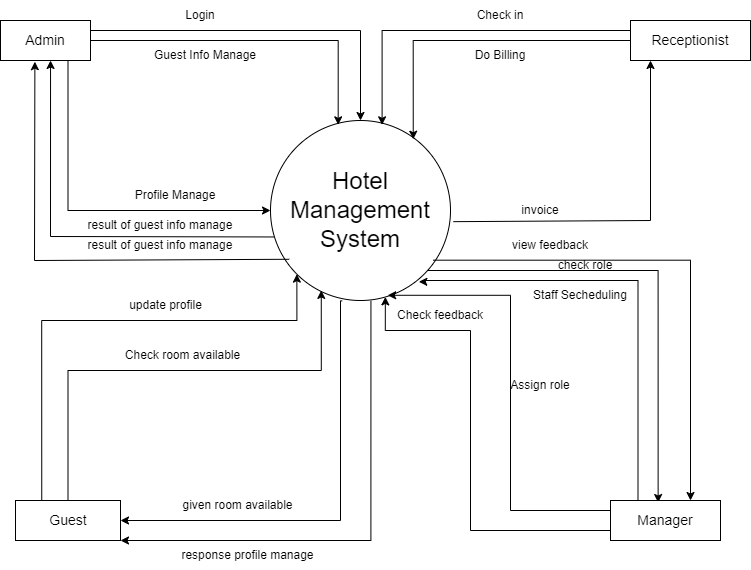 Login
Check in
Admin
Receptionist
Guest Info Manage
Do Billing
Hotel
Management
System
Profile Manage
invoice
result of guest info manage
result of guest info manage
view feedback
check role
Staff Secheduling
update profile
Check feedback
Check room available
Assign role
given room available
Guest
Manager
response profile manage